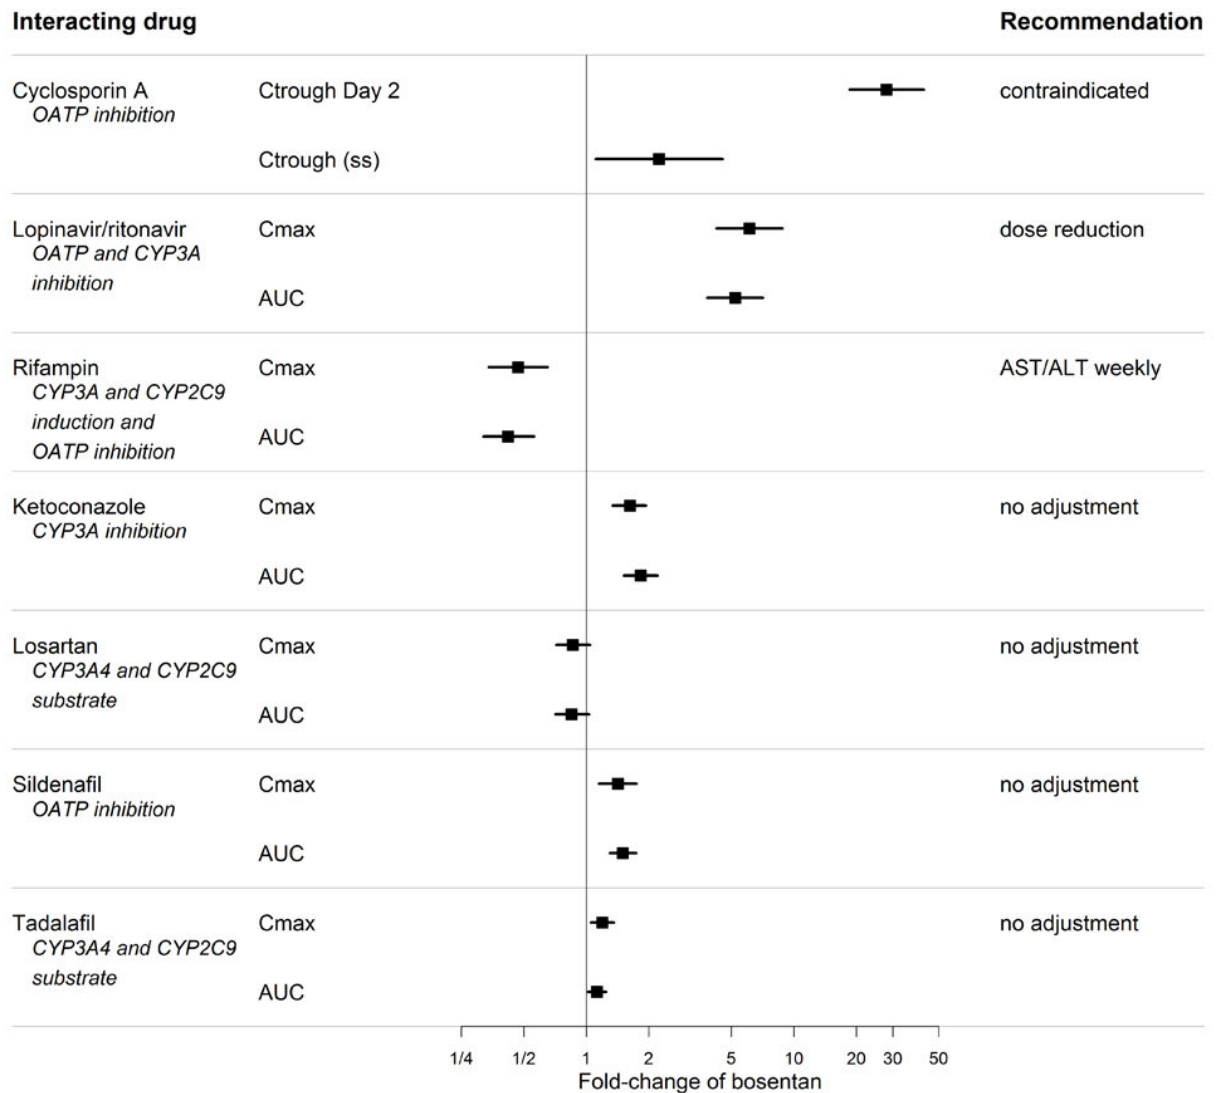 Interacting drug Recommendation
Cyclosporin A Ctrough Day 2 contraindicated
OATP inhibition
Ctrough (ss)
Lopinavir/ritonavir Cmax dose reduction
OATP and CYP3A
inhibition
AUC
Rifampin Cmax AST/ALT weekly
CYP3A and CYP2C9
induction and
AUC
OATP inhibition
Ketoconazole Cmax no adjustment
CYP3A inhibition
AUC
Losartan Cmax no adjustment
CYP3A4 and CYP2C9
substrate
AUC
Sildenafil Cmax no adjustment
OATP inhibition
AUC
Tadalafil Cmax no adjustment
CYP3A4 and CYP2C9
substrate
AUC
1/4 1/2 1 2 5 10 20 30 50
Fold-change of bosentan